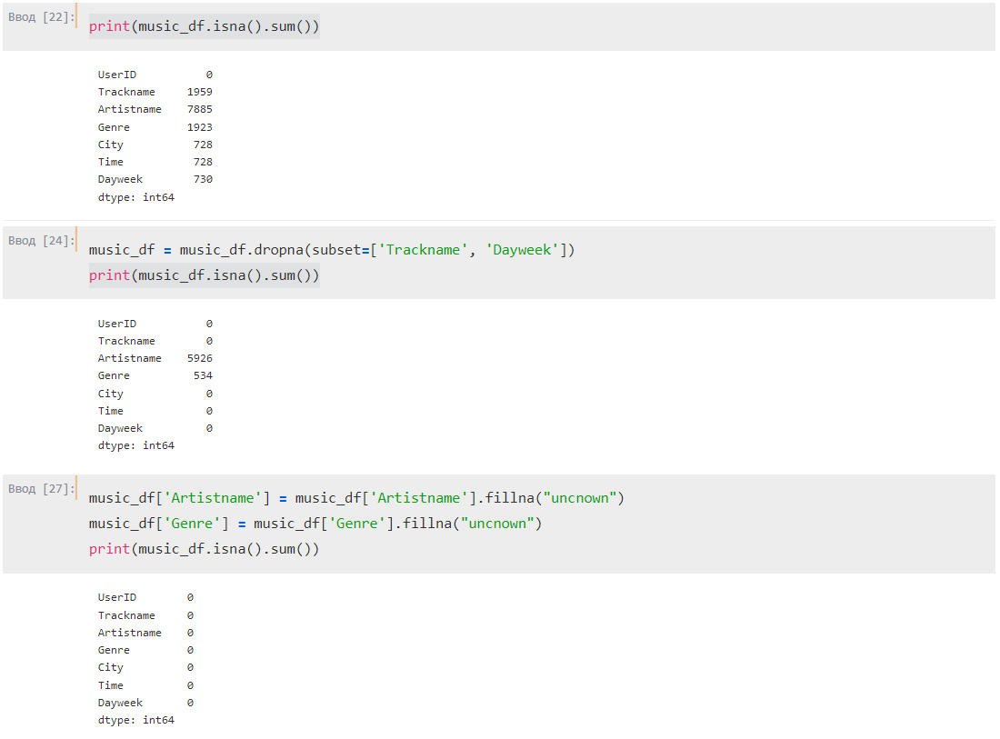 Ввод [22]:
print(music_df.isna().sum())
UserID 0
Trackname 1959
Artistname 7885
Genre 1923
City 728
Time 728
Dayweek 730
dtype: int64
Ввод [24]:
music_df = music_df.dropna(subset=['Trackname', 'Dayweek'])
print(music_df.isna().sum())
UserID 0
Trackname 0
Artistname 5926
Genre 534
City 0
Time 0
Dayweek 0
dtype: int64
Ввод [27]:
music_df['Artistname'] = music_df['Artistname'].fillna("uncnown")
music_df['Genre'] = music_df['Genre'].fillna("uncnown")
print(music_df.isna().sum())
UserID 0
Trackname 0
Artistname 0
Genre 0
City 0
Time 0
Dayweek 0
dtype: int64